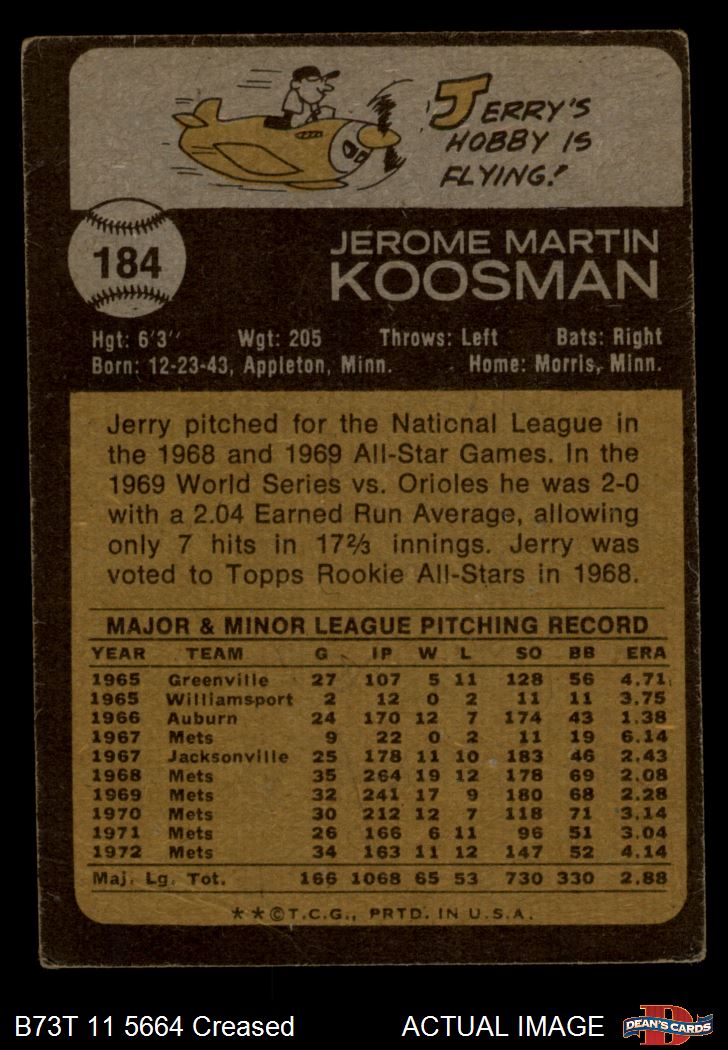 JERRY'S
HOBBY IS
FLYING!
184
JEROME MARTIN
KOOSMAN
Hgt: 6'3'' Wgt: 205 Throws: Left Bats: Right
Born: 12-23-43, Appleton, Minn. Home: Morris, Minn.
Jerry pitched for the National League in
the 1968 and 1969 All-Star Games. In the
1969 World Series vs. Orioles he was 2-0
with a 2.04 Earned Run Average, allowing
only 7 hits in 17⅔ innings. Jerry was
voted to Topps Rookie All-Stars in 1968.
MAJOR & MINOR LEAGUE PITCHING RECORD
YEAR TEAM G IP W L SO BB ERA
1965 Greenville 27 107 5 11 128 56 4.71
1965 Williamsport 2 12 0 2 11 11 3.75
1966 Auburn 24 170 12 7 174 43 1.38
1967 Mets 9 22 0 2 11 19 6.14
1967 Jacksonville 25 178 11 10 183 46 2.43
1968 Mets 35 264 19 12 178 69 2.08
1969 Mets 32 241 17 9 180 68 2.28
1970 Mets 30 212 12 7 118 71 3.14
1971 Mets 26 166 6 11 96 51 3.04
1972 Mets 34 163 11 12 147 52 4.14
Maj. Lg. Tot. 166 1068 65 53 730 330 2.88
**©T.C.G., PRTD. IN U.S.A.
B73T 11 5664 Creased ACTUAL IMAGE
D
DEAN'S CARDS